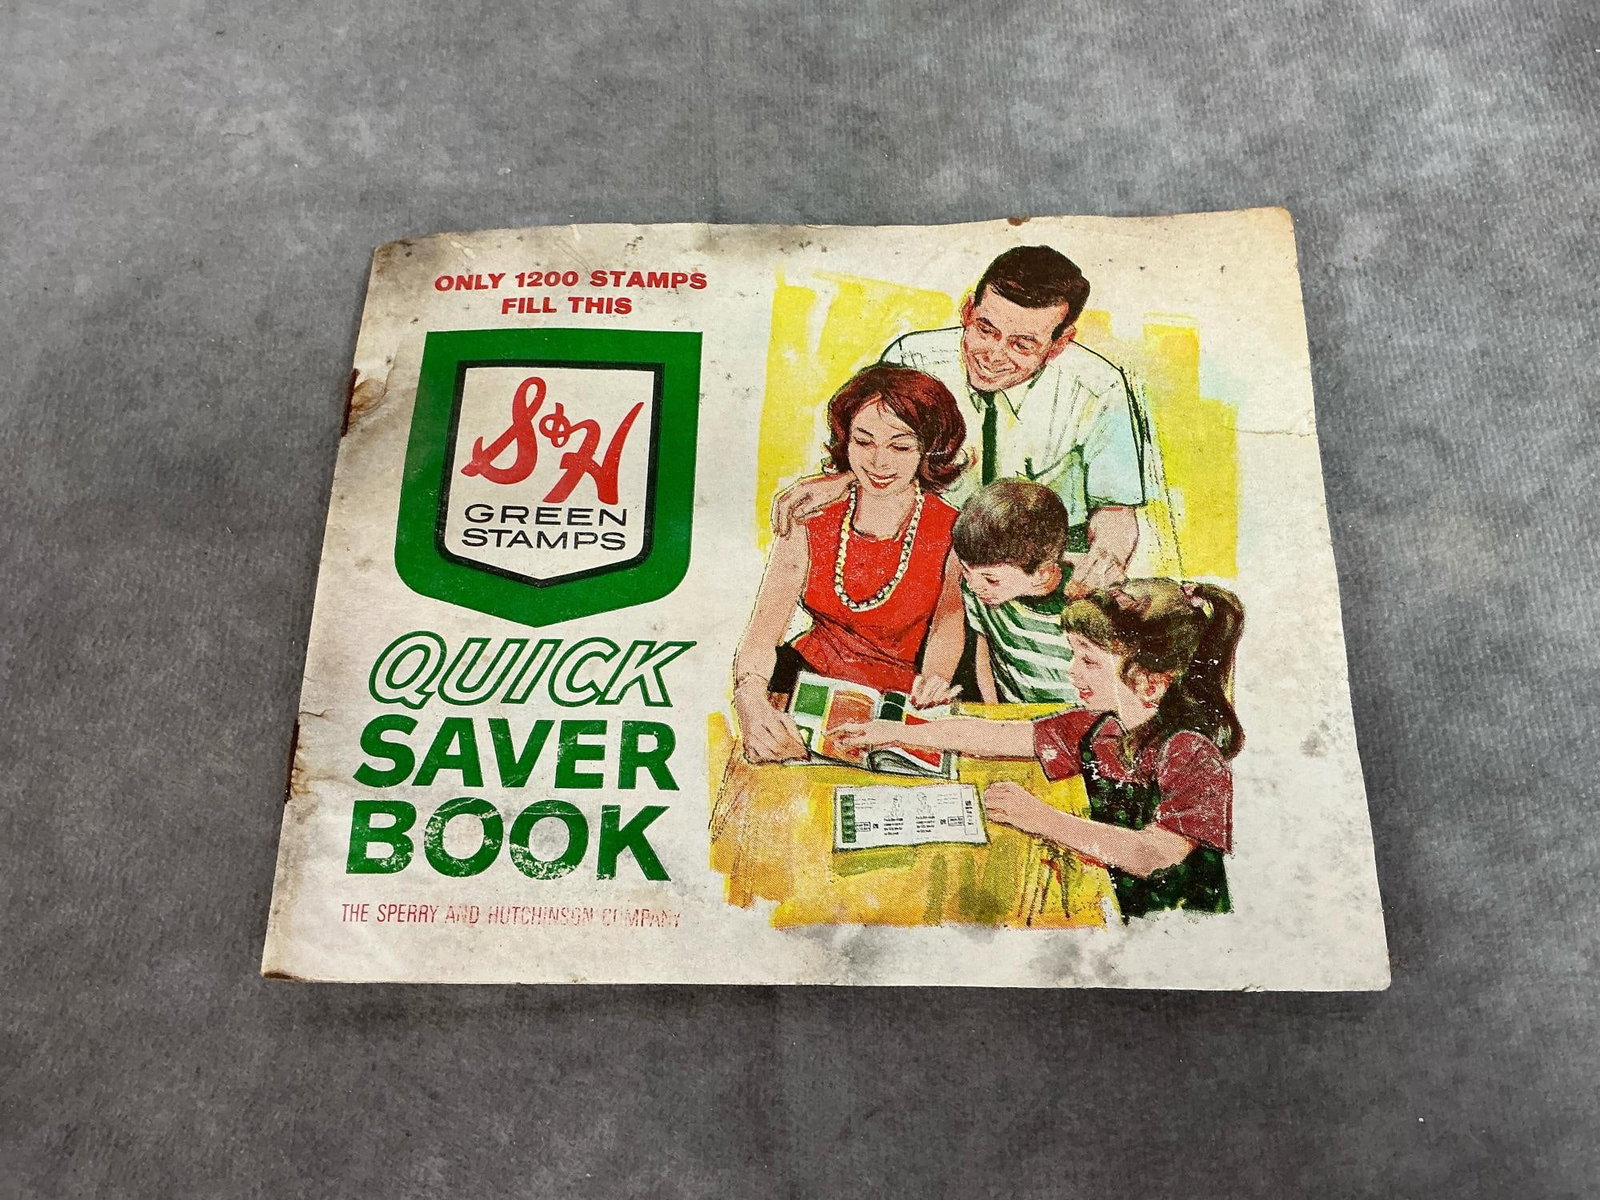 ONLY 1200 STAMPS
FILL THIS
S&H
GREEN
STAMPS
QUICK
SAVER
BOOK
THE SPERRY AND HUTCHINSON COMPANY